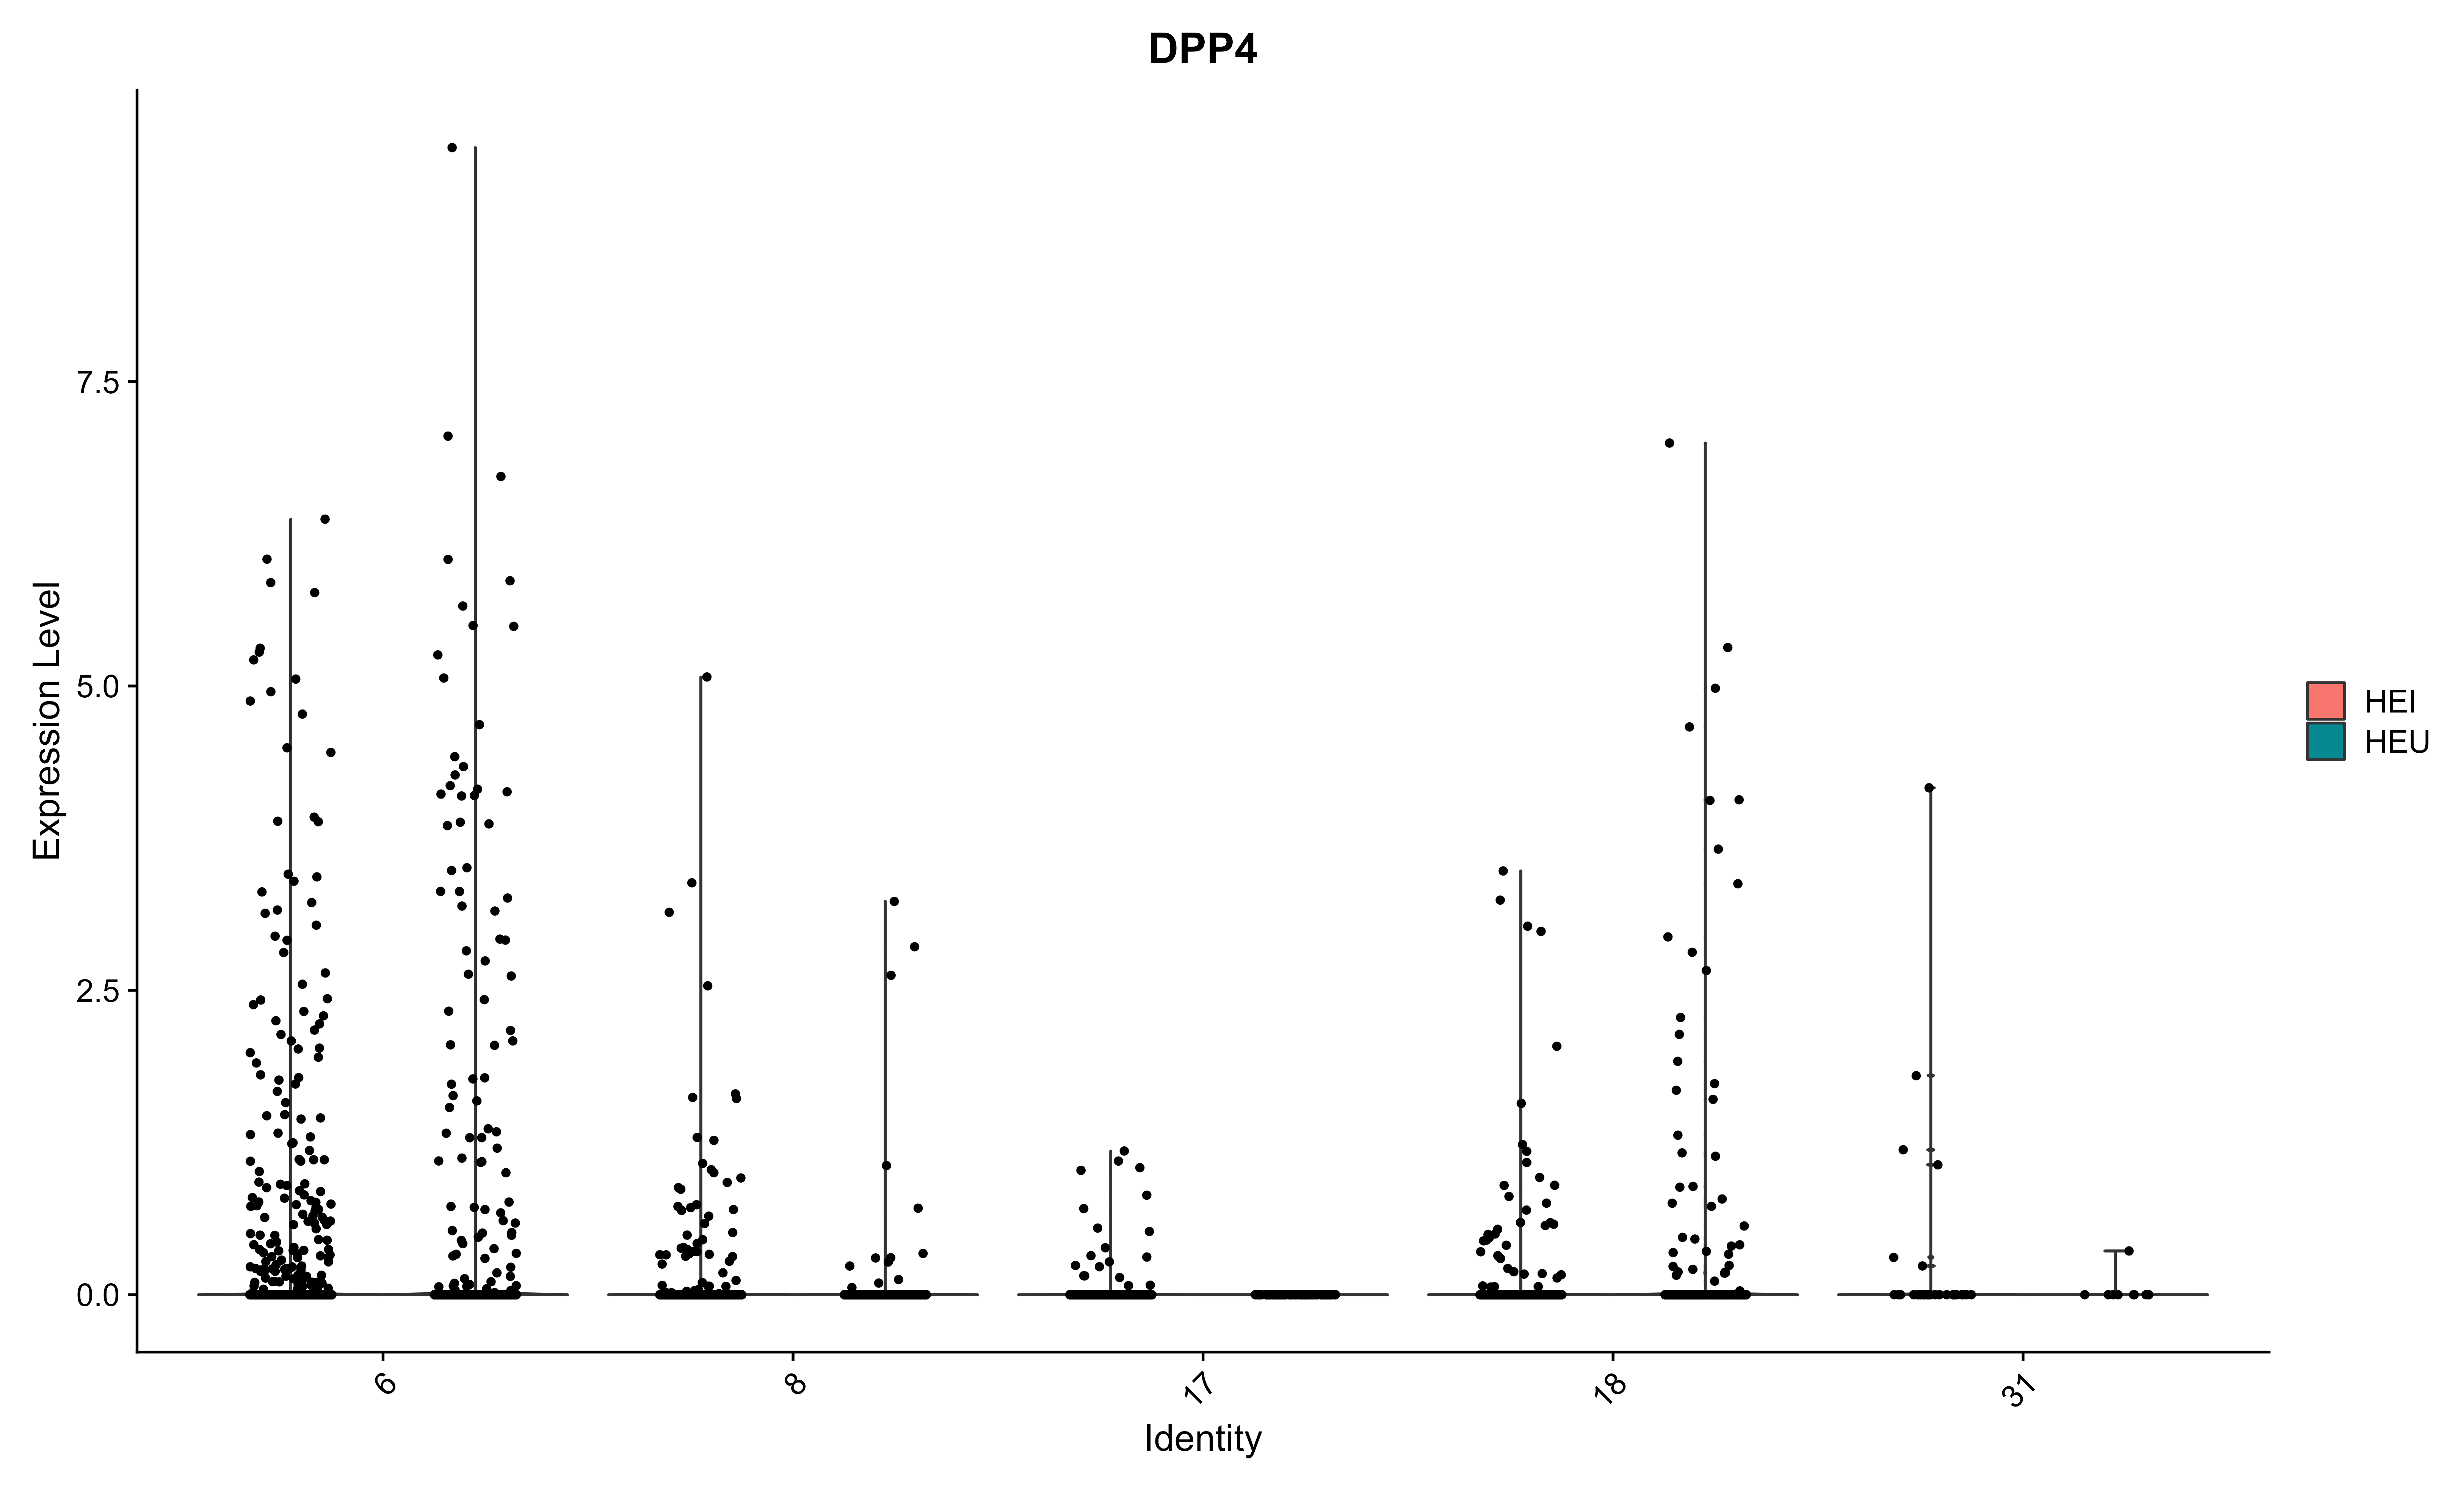 DPP4
Expression Level
7.5
5.0
2.5
0.0
6
8
17
18
31
Identity
HEI
HEU